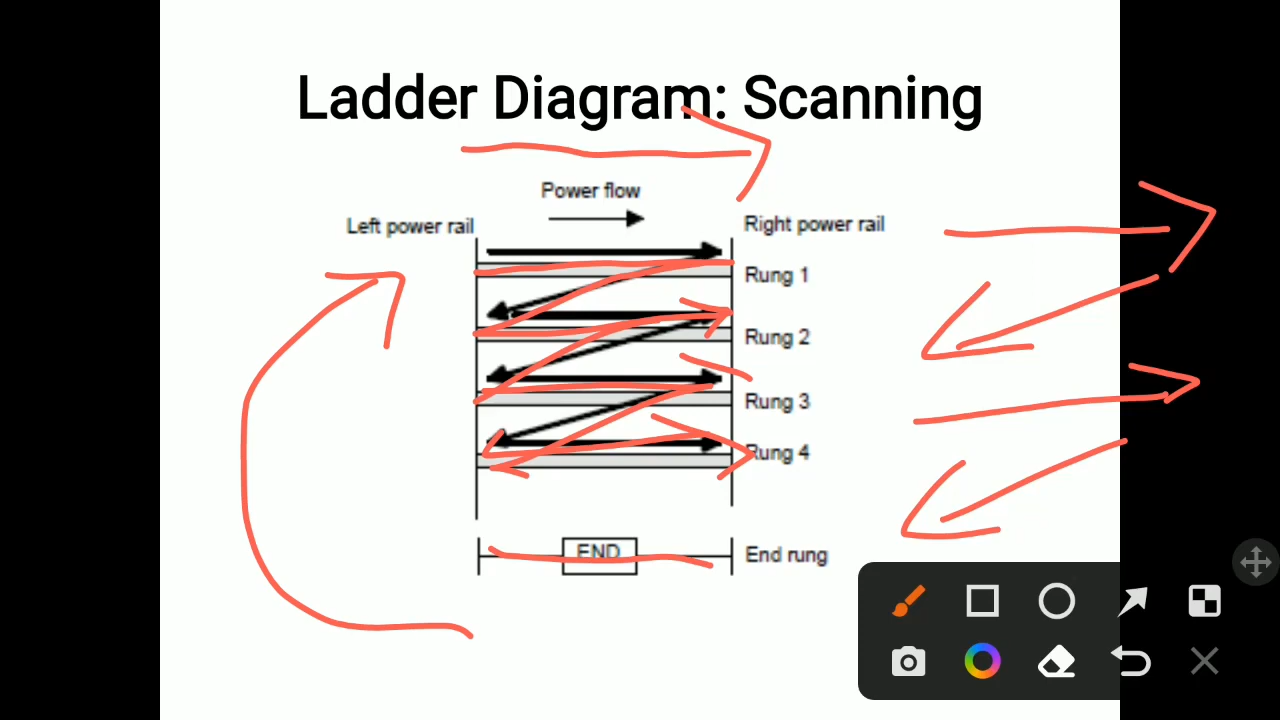 Ladder Diagram: Scanning
Power flow
Left power rail
Right power rail
Rung 1
Rung 2
Rung 3
Rung 4
END
End rung